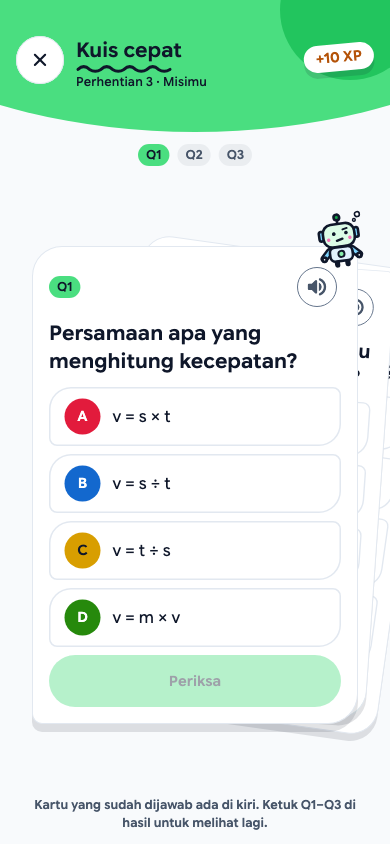 Kuis cepat
Perhentian 3 · Misimu
+10 XP
Q1 Q2 Q3
Q1
Persamaan apa yang
menghitung kecepatan?
A v = s × t
B v = s ÷ t
C v = t ÷ s
D v = m × v
Periksa
Kartu yang sudah dijawab ada di kiri. Ketuk Q1–Q3 di
hasil untuk melihat lagi.